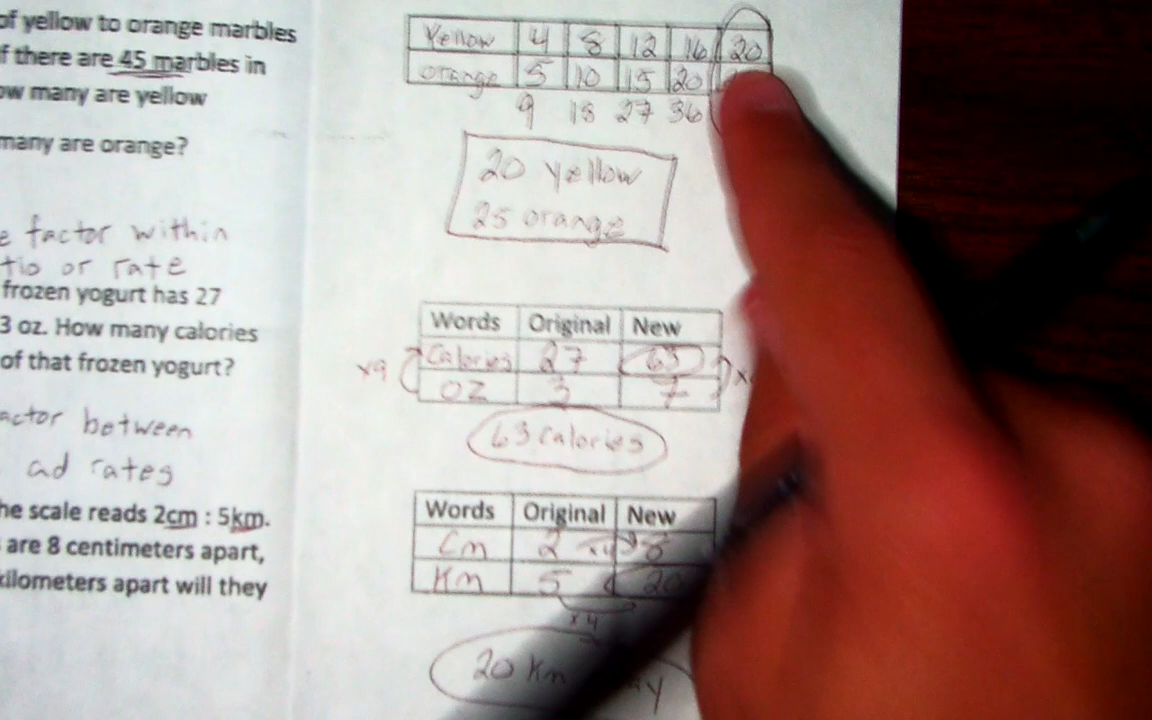 of yellow to orange marbles
f there are 45 marbles in
ow many are yellow
many are orange?
e factor within
tio or rate
frozen yogurt has 27
3 oz. How many calories
of that frozen yogurt?
actor between
ad rates
he scale reads 2cm : 5km.
are 8 centimeters apart,
kilometers apart will they
Yellow 4 8 12 16 20
orange 5 10 15 20
9 18 27 36
20 yellow
25 orange
Words Original New
x9 Calories 27 63
oz 3 7
63 calories
Words Original New
Cm 2 x4 8
Km 5 20
x4
20 Km